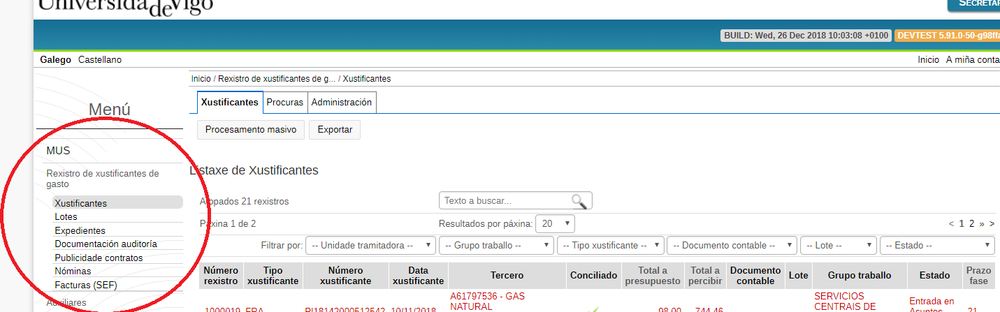 Universidade Vigo
SECRETAR
BUILD: Wed, 26 Dec 2018 10:03:08 +0100 DEVTEST 5.91.0-50-g98ffa
Galego Castellano
Inicio A miña conta
Inicio / Rexistro de xustificantes de g... / Xustificantes
Menú
Xustificantes Procuras Administración
Procesamento masivo Exportar
MUS
Rexistro de xustificantes de
gasto
Xustificantes
Lotes
Expedientes
Documentación auditoría
Publicidade contratos
Nóminas
Facturas (SEF)
Auxiliares
Listaxe de Xustificantes
Atopados 21 rexistros
Texto a buscar...
Páxina 1 de 2
Resultados por páxina: 20
< 1 2 » >
Filtrar por: -- Unidade tramitadora -- -- Grupo traballo -- -- Tipo xustificante -- -- Documento contable -- -- Lote -- -- Estado --
Número rexistro Tipo xustificante Número xustificante Data xustificante Terceiro Conciliado Total a presuposto Total a percibir Documento contable Lote Grupo traballo Estado Prazo fase
A61797536 - GAS
NATURAL
SERVICIOS
CENTRAIS DE
Entrada en
Asuntos
1000019 FRA PI18142000512542 10/11/2018 98,00 744,46 21